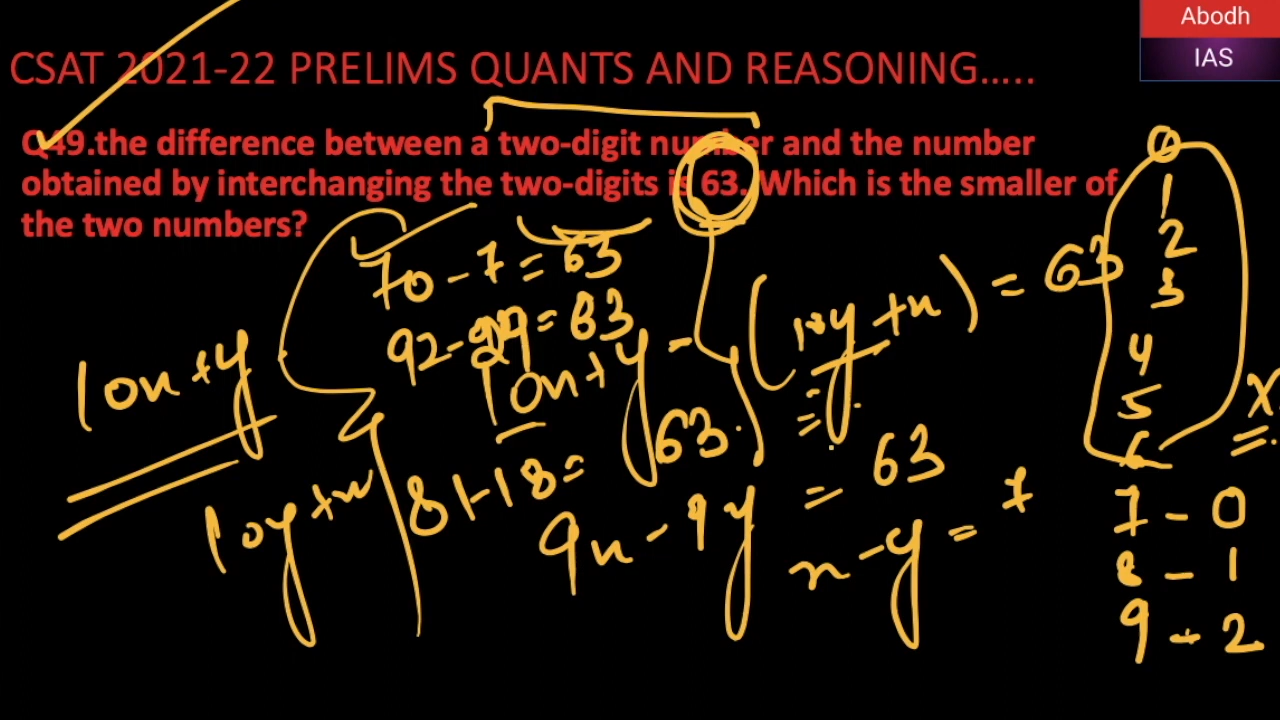 Abodh
IAS
CSAT 2021-22 PRELIMS QUANTS AND REASONING.....
Q49.the difference between a two-digit number and the number
obtained by interchanging the two-digits is 63. Which is the smaller of
the two numbers?
70 - 7 = 63
92 - 29 = 63
10x + y - (10y + x) = 63
10x + y
10y + x
81 - 18 = 63
9x - 9y = 63
x - y = 7
0
1
2
3
4
5
6
x
7 - 0
8 - 1
9 - 2